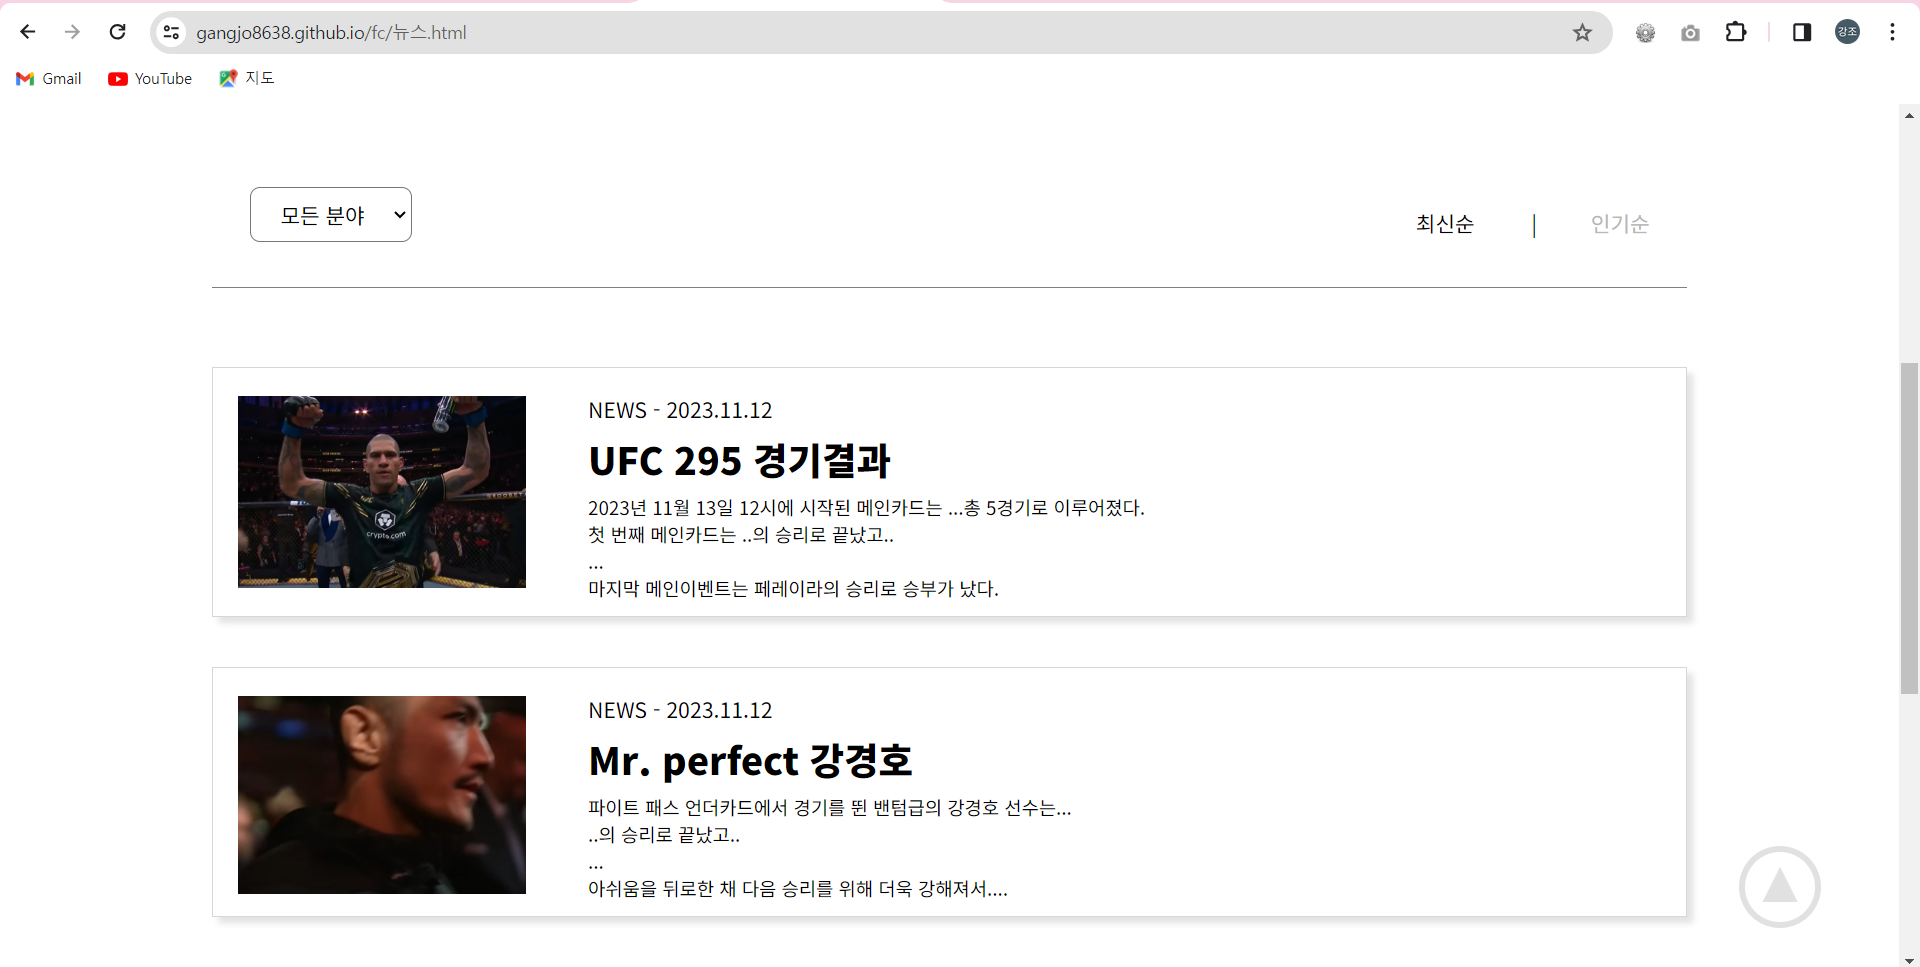 gangjo8638.github.io/fc/뉴스.html
강조
Gmail YouTube 지도
모든 분야
최신순 | 인기순
NEWS - 2023.11.12
UFC 295 경기결과
2023년 11월 13일 12시에 시작된 메인카드는 ...총 5경기로 이루어졌다.
첫 번째 메인카드는 ..의 승리로 끝났고..
...
마지막 메인이벤트는 페레이라의 승리로 승부가 났다.
crypto.com
NEWS - 2023.11.12
Mr. perfect 강경호
파이트 패스 언더카드에서 경기를 뛴 밴텀급의 강경호 선수는...
..의 승리로 끝났고..
...
아쉬움을 뒤로한 채 다음 승리를 위해 더욱 강해져서....